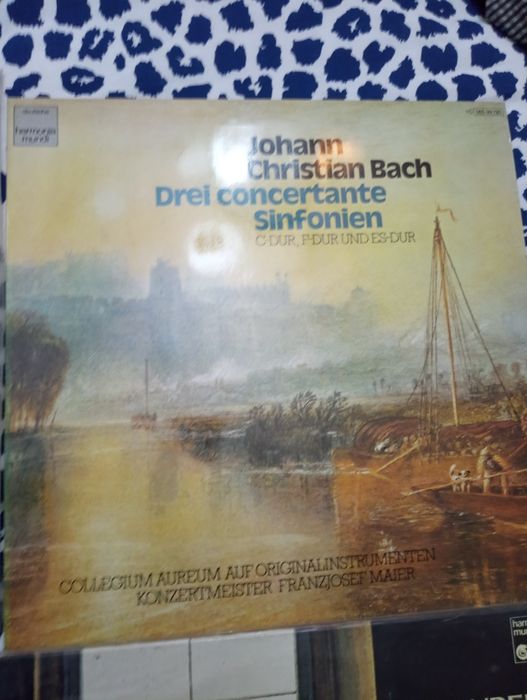 deutsche
harmonia
mundi
Johann
Christian Bach
Drei concertante
Sinfonien
C-DUR, F-DUR UND ES-DUR
COLLEGIUM AUREUM AUF ORIGINALINSTRUMENTEN
KONZERTMEISTER FRANZJOSEF MAIER